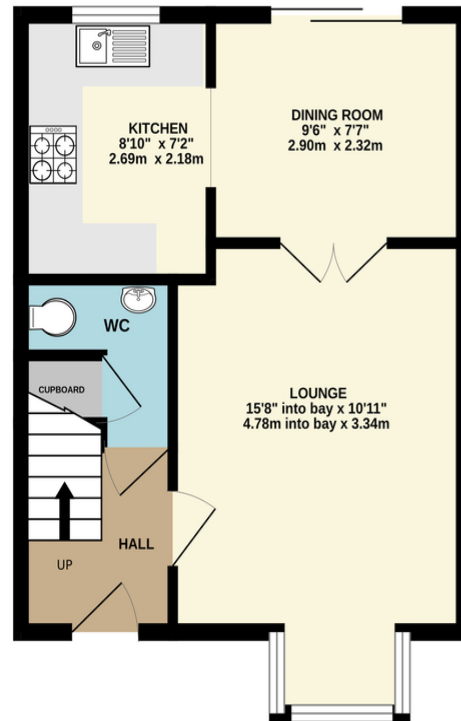 KITCHEN
8'10" x 7'2"
2.69m x 2.18m
DINING ROOM
9'6" x 7'7"
2.90m x 2.32m
WC
CUPBOARD
LOUNGE
15'8" into bay x 10'11"
4.78m into bay x 3.34m
HALL
UP